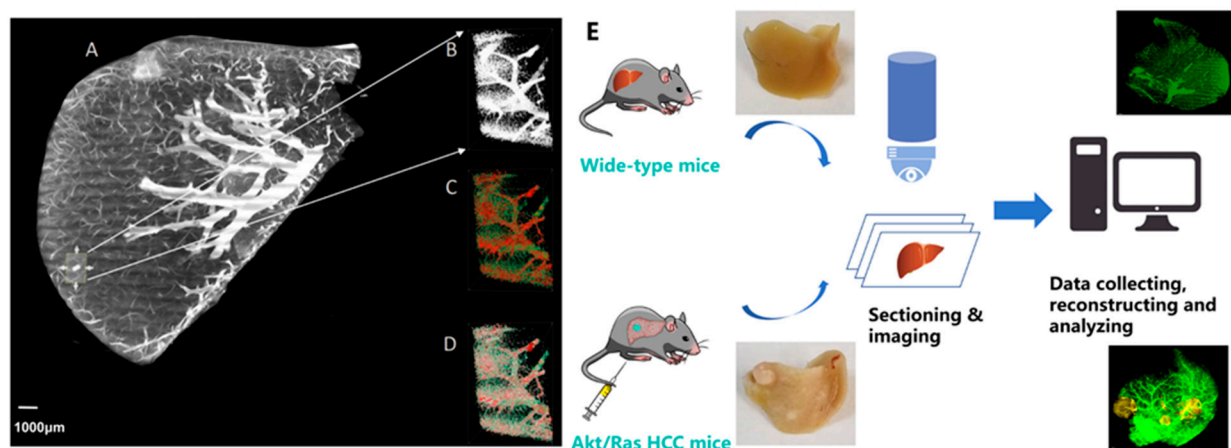 A
B
C
D
1000μm
E
Wide-type mice
Akt/Ras HCC mice
Sectioning &
imaging
Data collecting,
reconstructing and
analyzing